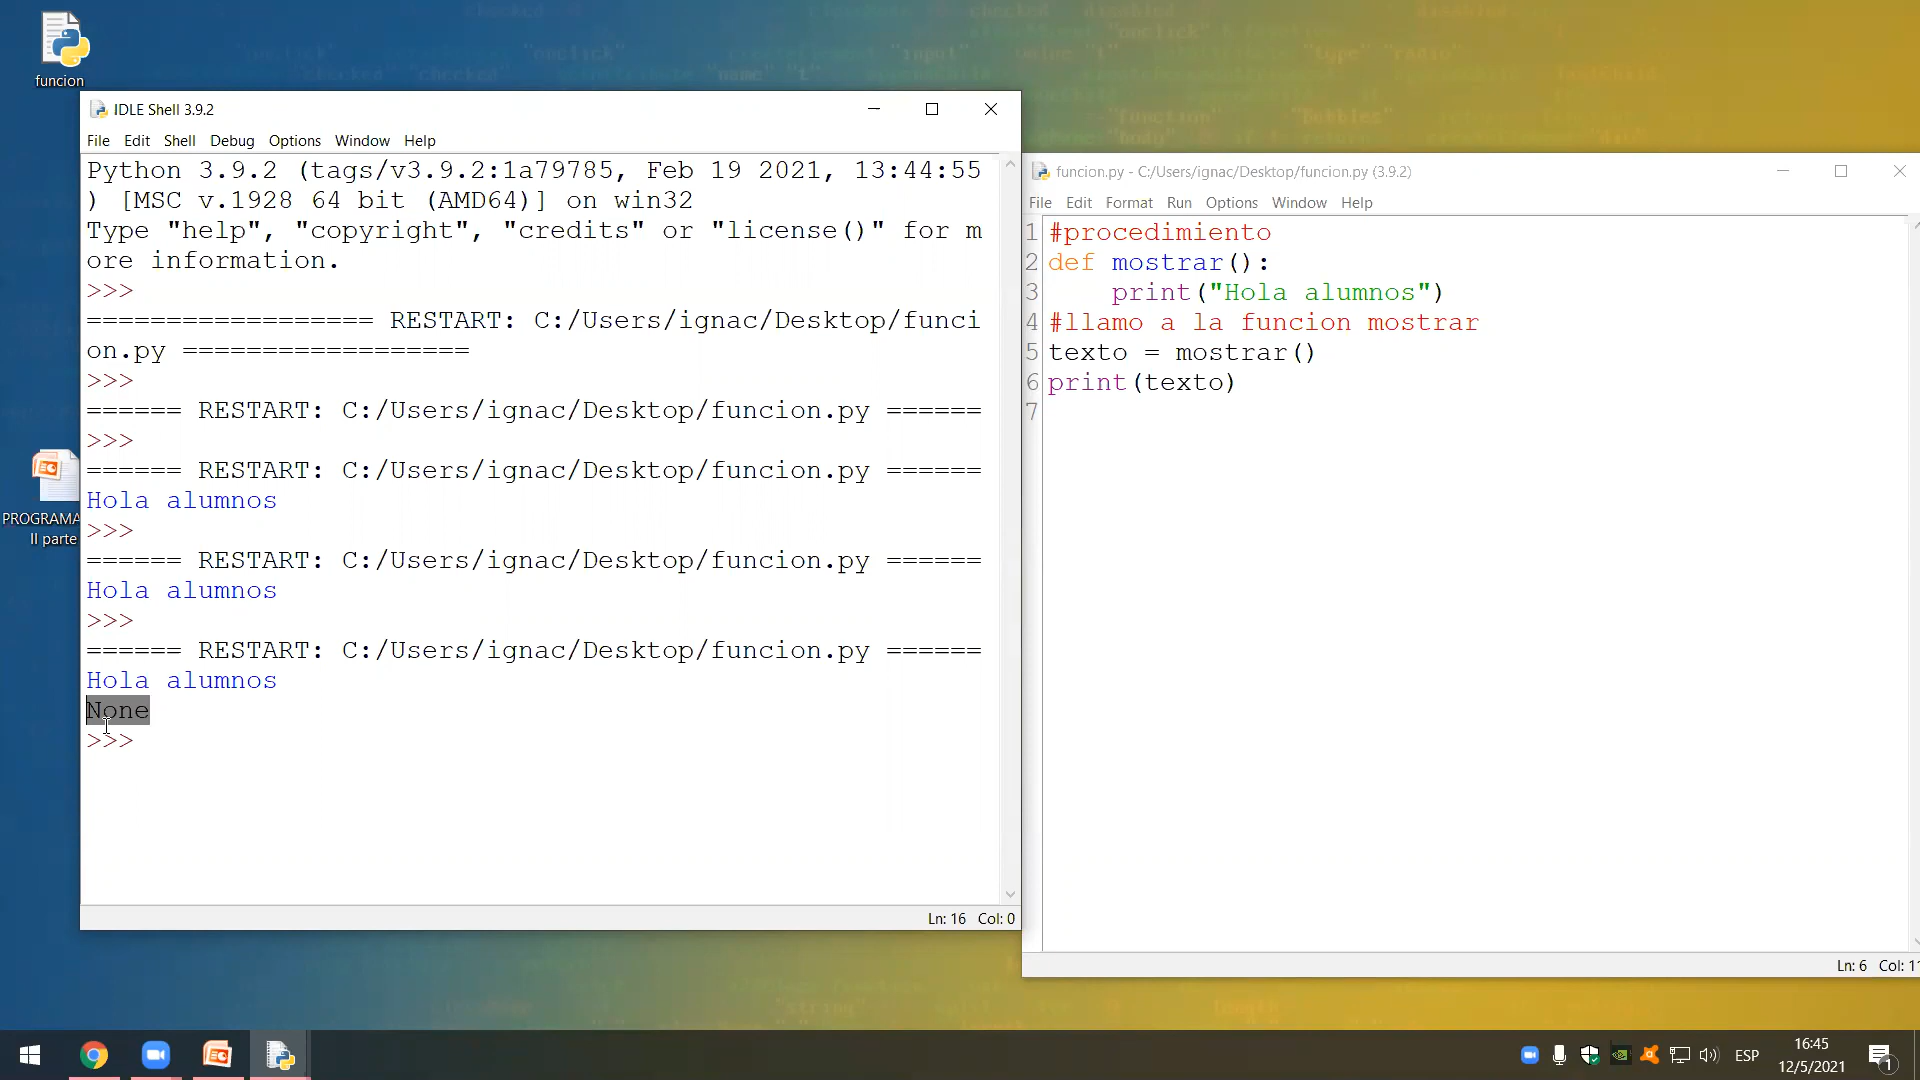 funcion
IDLE Shell 3.9.2
File Edit Shell Debug Options Window Help
Python 3.9.2 (tags/v3.9.2:1a79785, Feb 19 2021, 13:44:55
) [MSC v.1928 64 bit (AMD64)] on win32
Type "help", "copyright", "credits" or "license()" for m
ore information.
>>>
================== RESTART: C:/Users/ignac/Desktop/funci
on.py ==================
>>>
====== RESTART: C:/Users/ignac/Desktop/funcion.py ======
>>>
====== RESTART: C:/Users/ignac/Desktop/funcion.py ======
Hola alumnos
>>>
====== RESTART: C:/Users/ignac/Desktop/funcion.py ======
Hola alumnos
>>>
====== RESTART: C:/Users/ignac/Desktop/funcion.py ======
Hola alumnos
None
>>>
Ln: 16 Col: 0
PROGRAMA
II parte
funcion.py - C:/Users/ignac/Desktop/funcion.py (3.9.2)
File Edit Format Run Options Window Help
1 #procedimiento
2 def mostrar():
3     print("Hola alumnos")
4 #llamo a la funcion mostrar
5 texto = mostrar()
6 print(texto)
7
Ln: 6 Col: 1
ESP
16:45
12/5/2021
1